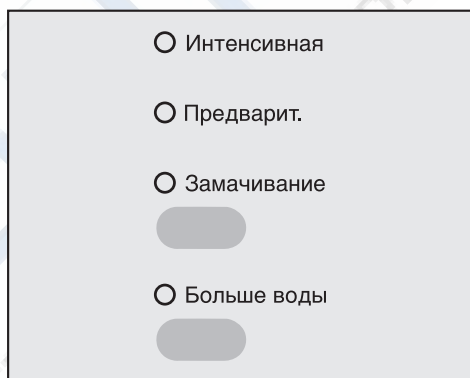 Интенсивная
Предварит.
Замачивание
Больше воды